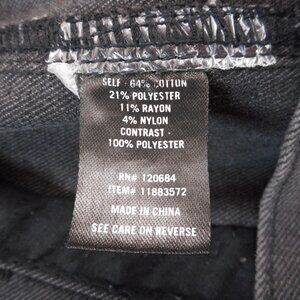 SELF - 64% COTTON
21% POLYESTER
11% RAYON
4% NYLON
CONTRAST -
100% POLYESTER
RN# 120684
ITEM# 11883572
MADE IN CHINA
SEE CARE ON REVERSE